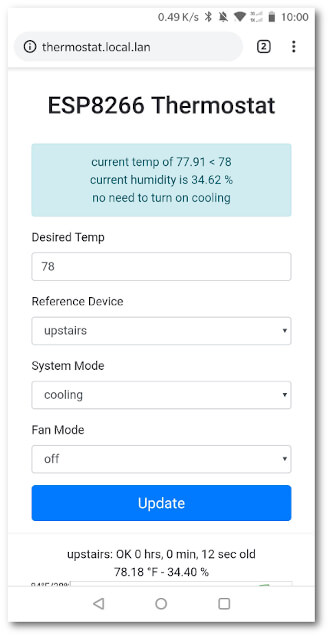 0.49 K/s 10:00
thermostat.local.lan 2
ESP8266 Thermostat
current temp of 77.91 < 78
current humidity is 34.62 %
no need to turn on cooling
Desired Temp
78
Reference Device
upstairs
System Mode
cooling
Fan Mode
off
Update
upstairs: OK 0 hrs, 0 min, 12 sec old
78.18 °F - 34.40 %